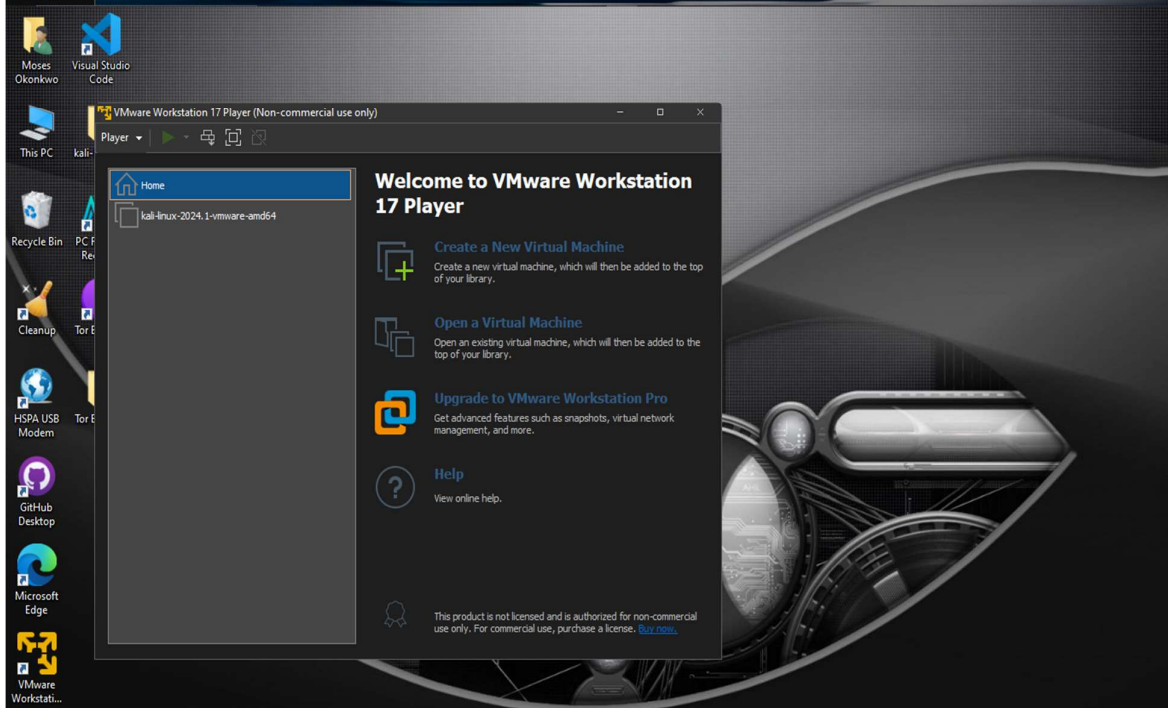 Moses
Okonkwo
Visual Studio
Code
This PC
kali-
Recycle Bin
PC
Cleanup
Tor
HSPA USB
Modem
Tor
GitHub
Desktop
Microsoft
Edge
VMware
Workstati...
VMware Workstation 17 Player (Non-commercial use only)
Player
Home
kali-linux-2024.1-vmware-amd64
Welcome to VMware Workstation
17 Player
Create a New Virtual Machine
Create a new virtual machine, which will then be added to the top
of your library.
Open a Virtual Machine
Open an existing virtual machine, which will then be added to the
top of your library.
Upgrade to VMware Workstation Pro
Get advanced features such as snapshots, virtual network
management, and more.
Help
View online help.
This product is not licensed and is authorized for non-commercial
use only. For commercial use, purchase a license. Buy now.